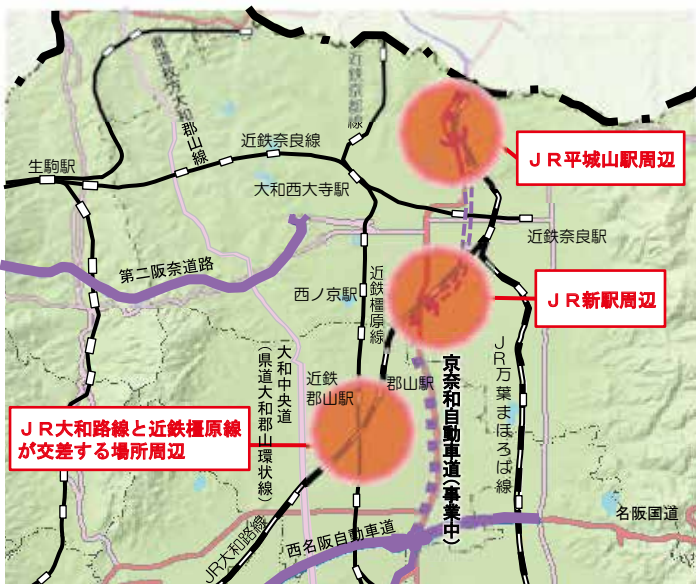 県道枚方大和
郡山線
近鉄京都線
近鉄奈良線
ＪＲ平城山駅周辺
生駒駅
大和西大寺駅
近鉄奈良駅
第二阪奈道路
西ノ京駅
近鉄橿原線
ＪＲ新駅周辺
大和中央道
（県道大和郡山環状線）
近鉄
郡山駅
郡山駅
京奈和自動車道（事業中）
ＪＲ万葉まほろば線
ＪＲ大和路線と近鉄橿原線
が交差する場所周辺
名阪国道
JR大和路線
西名阪自動車道